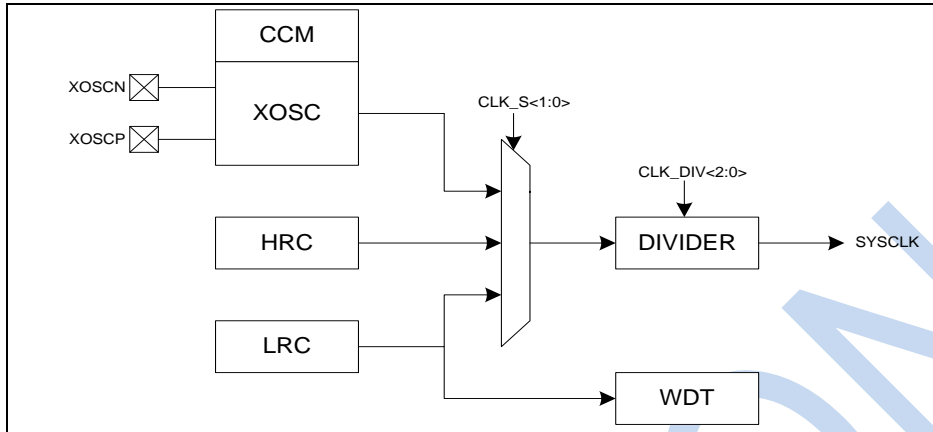 CCM
XOSCN
XOSC
XOSCP
CLK_S<1:0>
CLK_DIV<2:0>
HRC
DIVIDER
SYSCLK
LRC
WDT